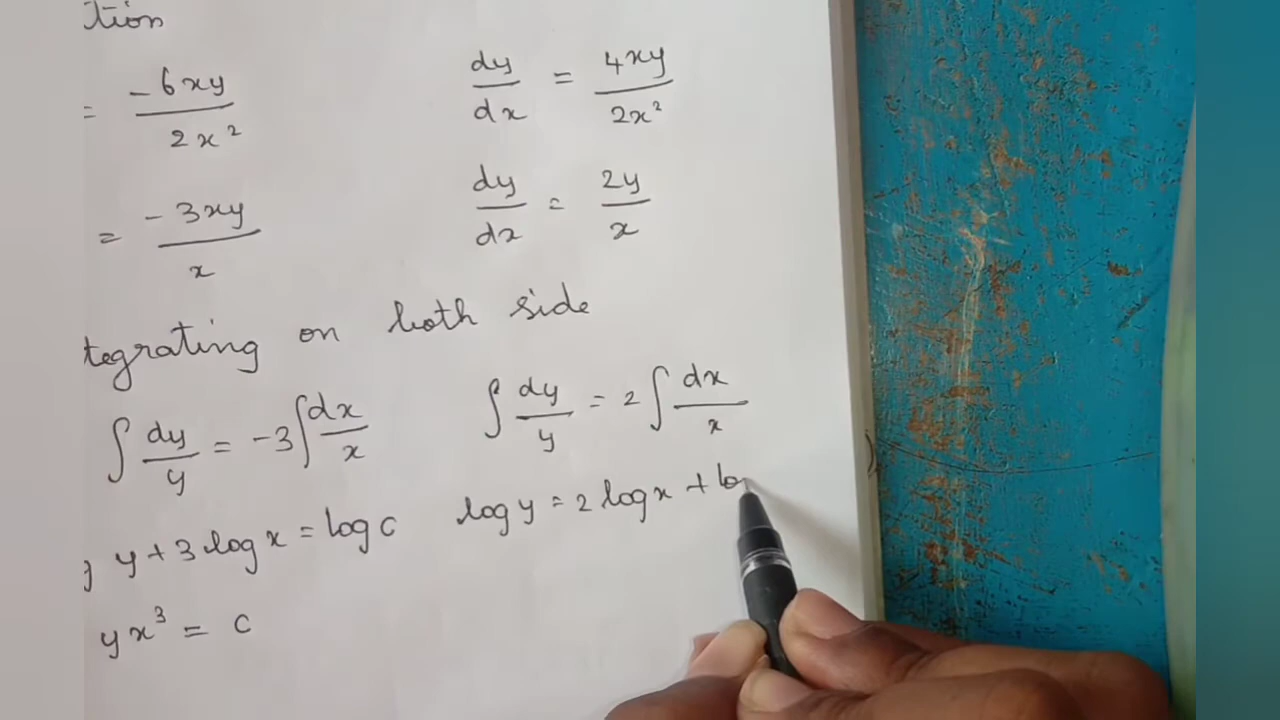 tion
= -6xy / 2x²
dy/dx = 4xy / 2x²
= -3xy / x
dy/dx = 2y / x
tegrating on both side
∫ dy/y = -3 ∫ dx/x
∫ dy/y = 2 ∫ dx/x
g y + 3 log x = log c
log y = 2 log x + lo
yx³ = c